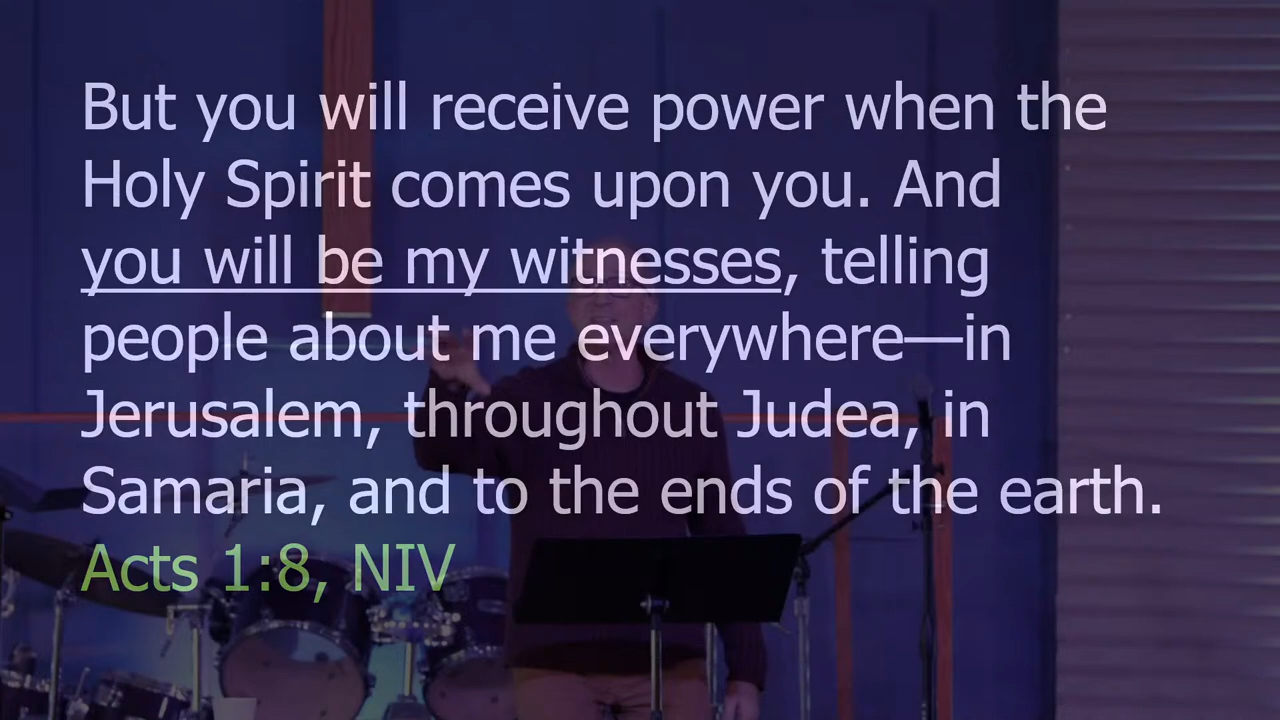 But you will receive power when the
Holy Spirit comes upon you. And
you will be my witnesses, telling
people about me everywhere—in
Jerusalem, throughout Judea, in
Samaria, and to the ends of the earth.
Acts 1:8, NIV